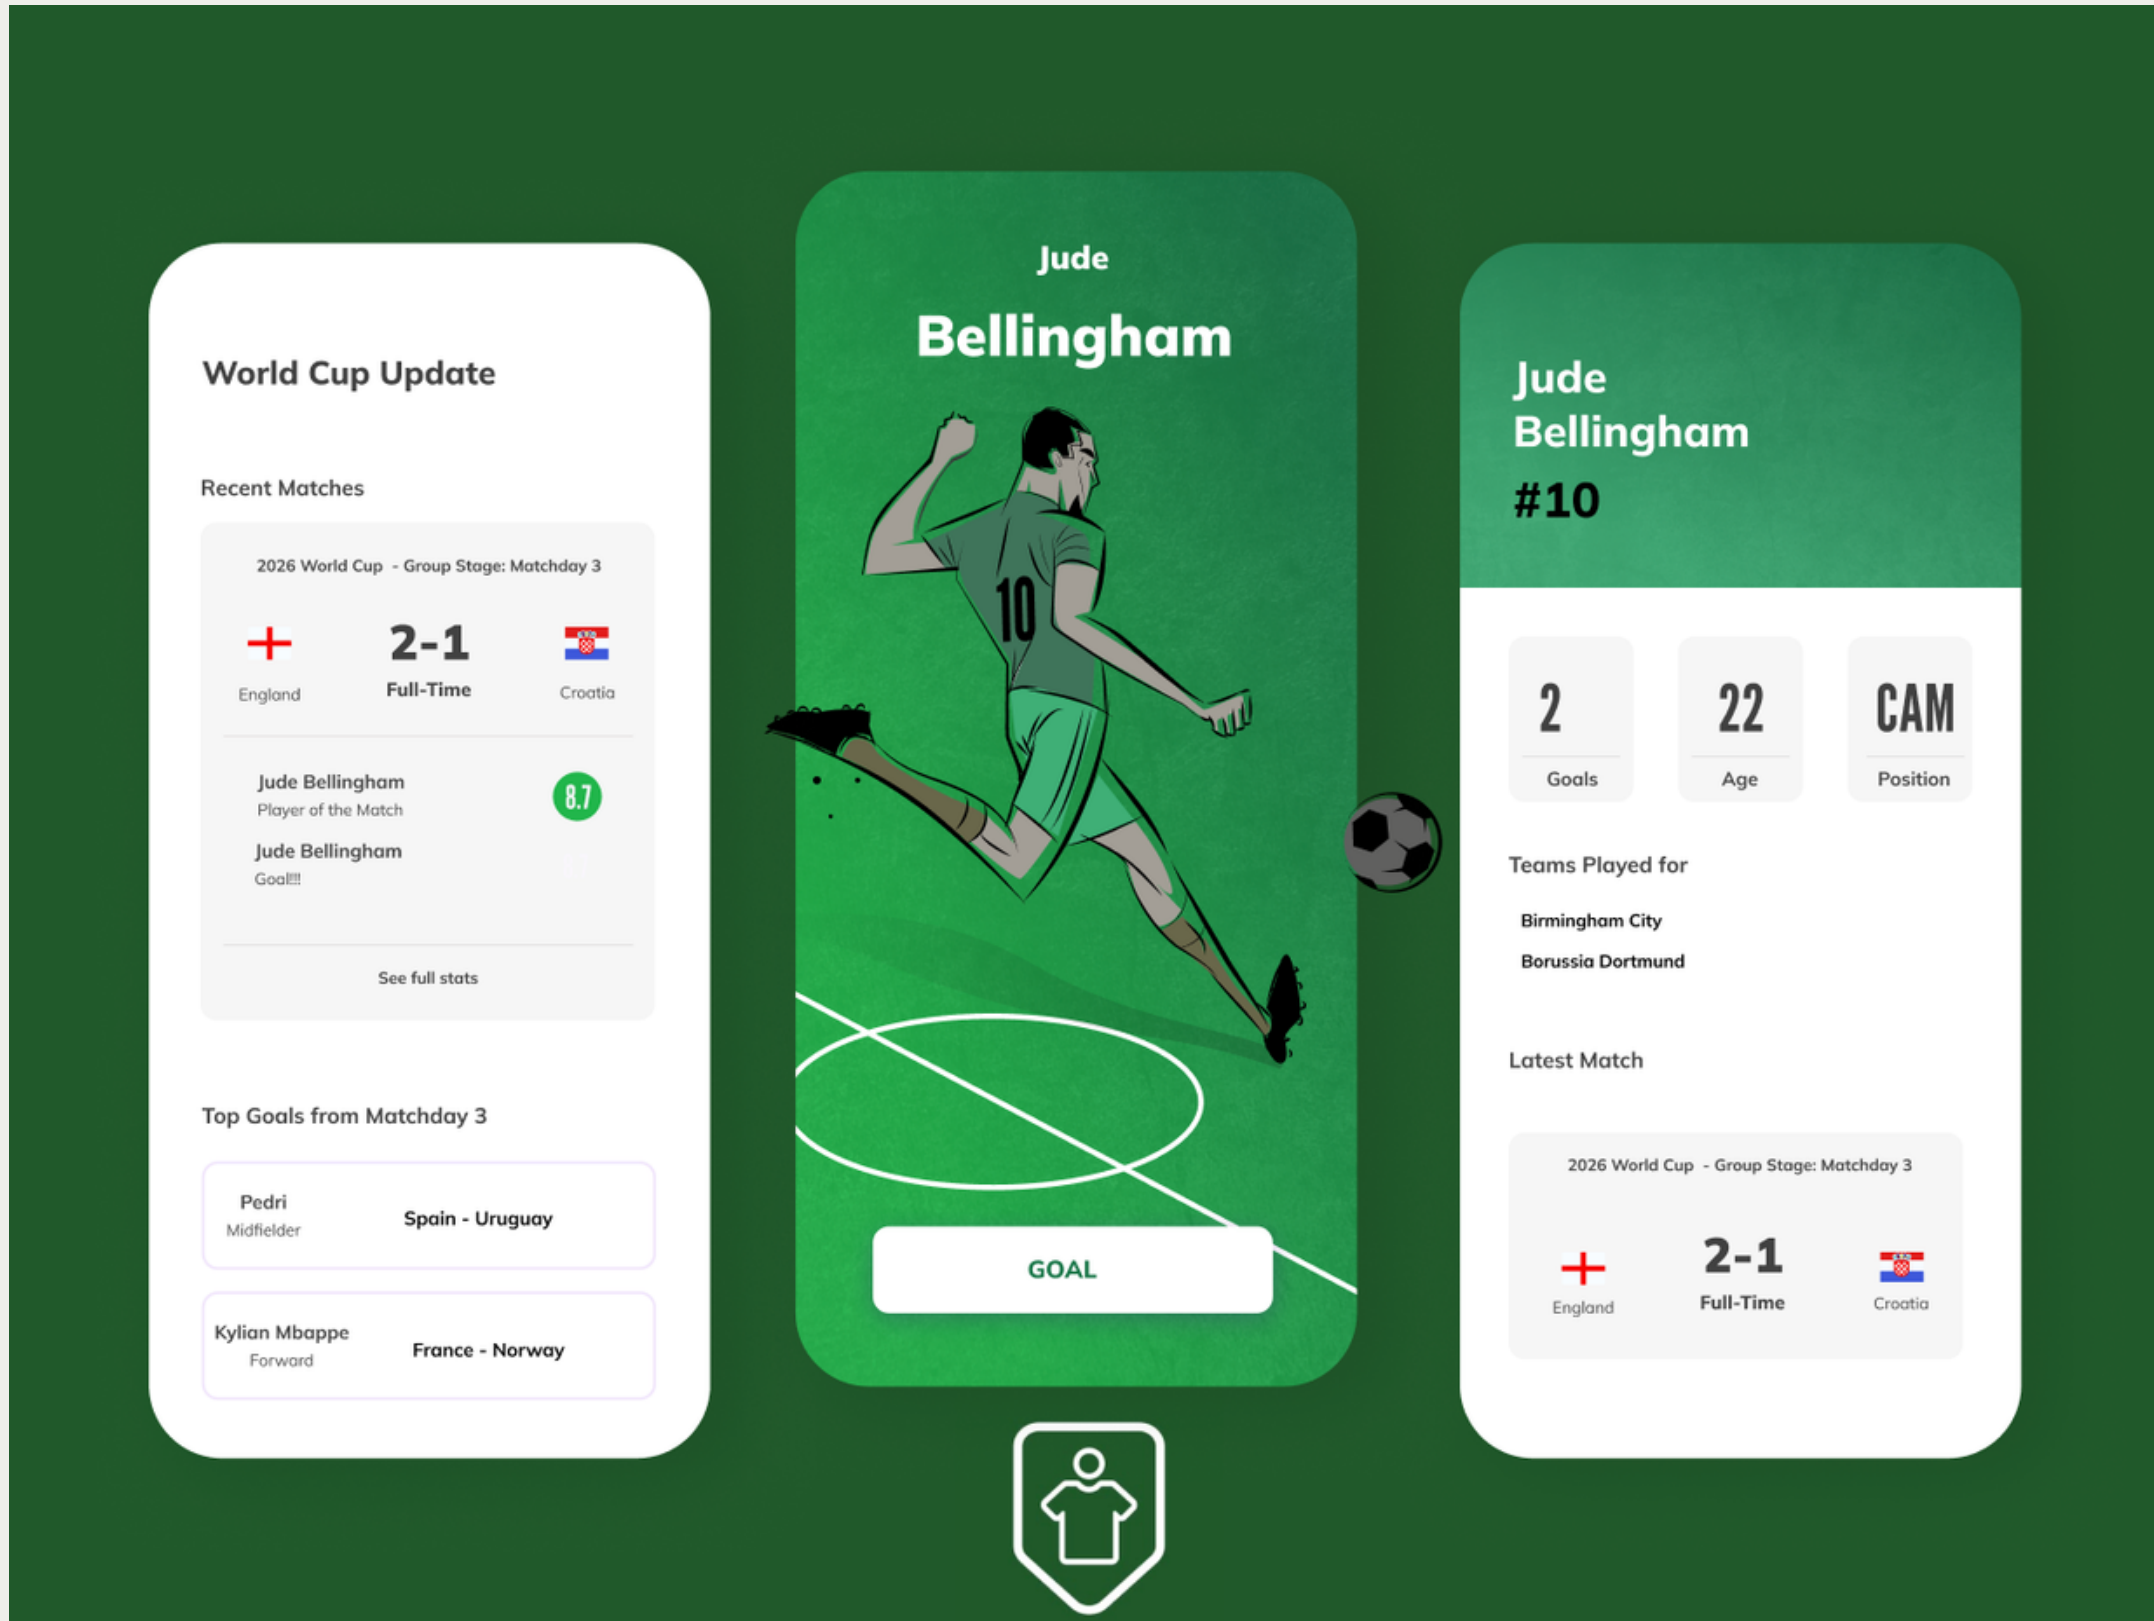 World Cup Update
Recent Matches
2026 World Cup - Group Stage: Matchday 3
2-1
Full-Time
England
Croatia
Jude Bellingham
Player of the Match
8.7
Jude Bellingham
Goal!!!
See full stats
Top Goals from Matchday 3
Pedri
Midfielder
Spain - Uruguay
Kylian Mbappe
Forward
France - Norway
Jude
Bellingham
10
GOAL
Jude
Bellingham
#10
2
Goals
22
Age
CAM
Position
Teams Played for
Birmingham City
Borussia Dortmund
Latest Match
2026 World Cup - Group Stage: Matchday 3
2-1
Full-Time
England
Croatia